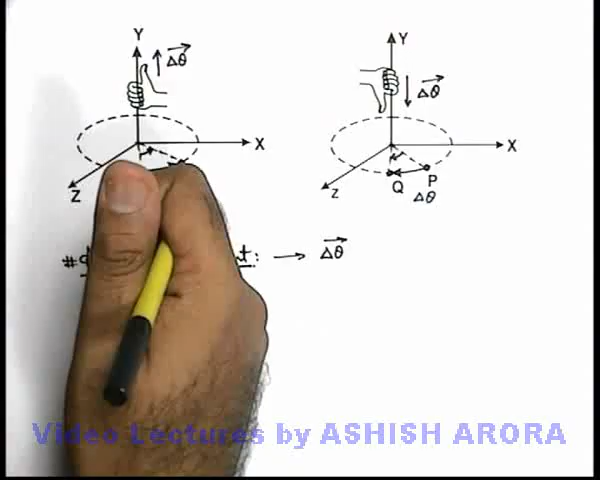 Y
Δθ
X
Z
Y
Δθ
X
Z
Q
P
Δθ
#
t: → Δθ
Video Lectures by ASHISH ARORA